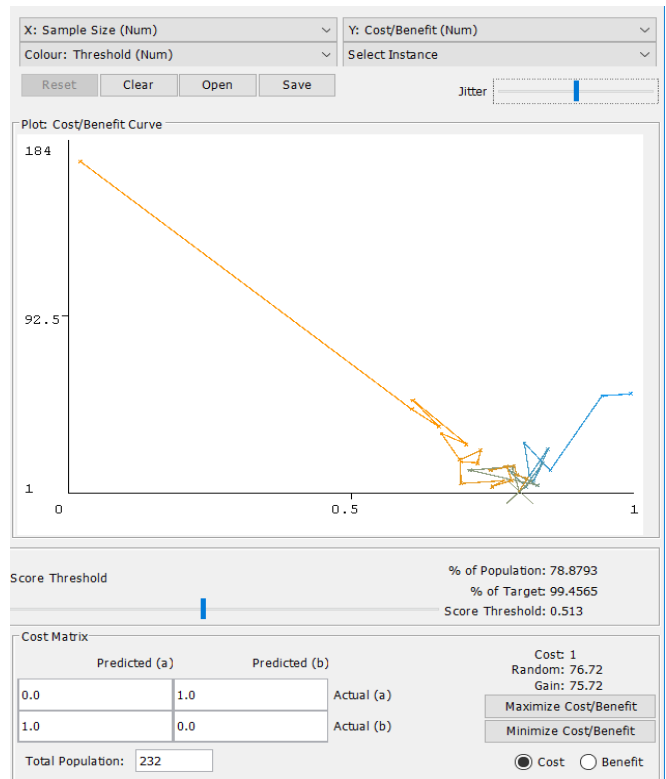 X: Sample Size (Num) Y: Cost/Benefit (Num)
Colour: Threshold (Num) Select Instance
Reset Clear Open Save Jitter
Plot: Cost/Benefit Curve
184
92.5
1
0 0.5 1
% of Population: 78.8793
Score Threshold % of Target: 99.4565
Score Threshold: 0.513
Cost Matrix
Predicted (a) Predicted (b) Cost: 1
Random: 76.72
Gain: 75.72
0.0 1.0 Actual (a) Maximize Cost/Benefit
1.0 0.0 Actual (b) Minimize Cost/Benefit
Total Population: 232 Cost Benefit